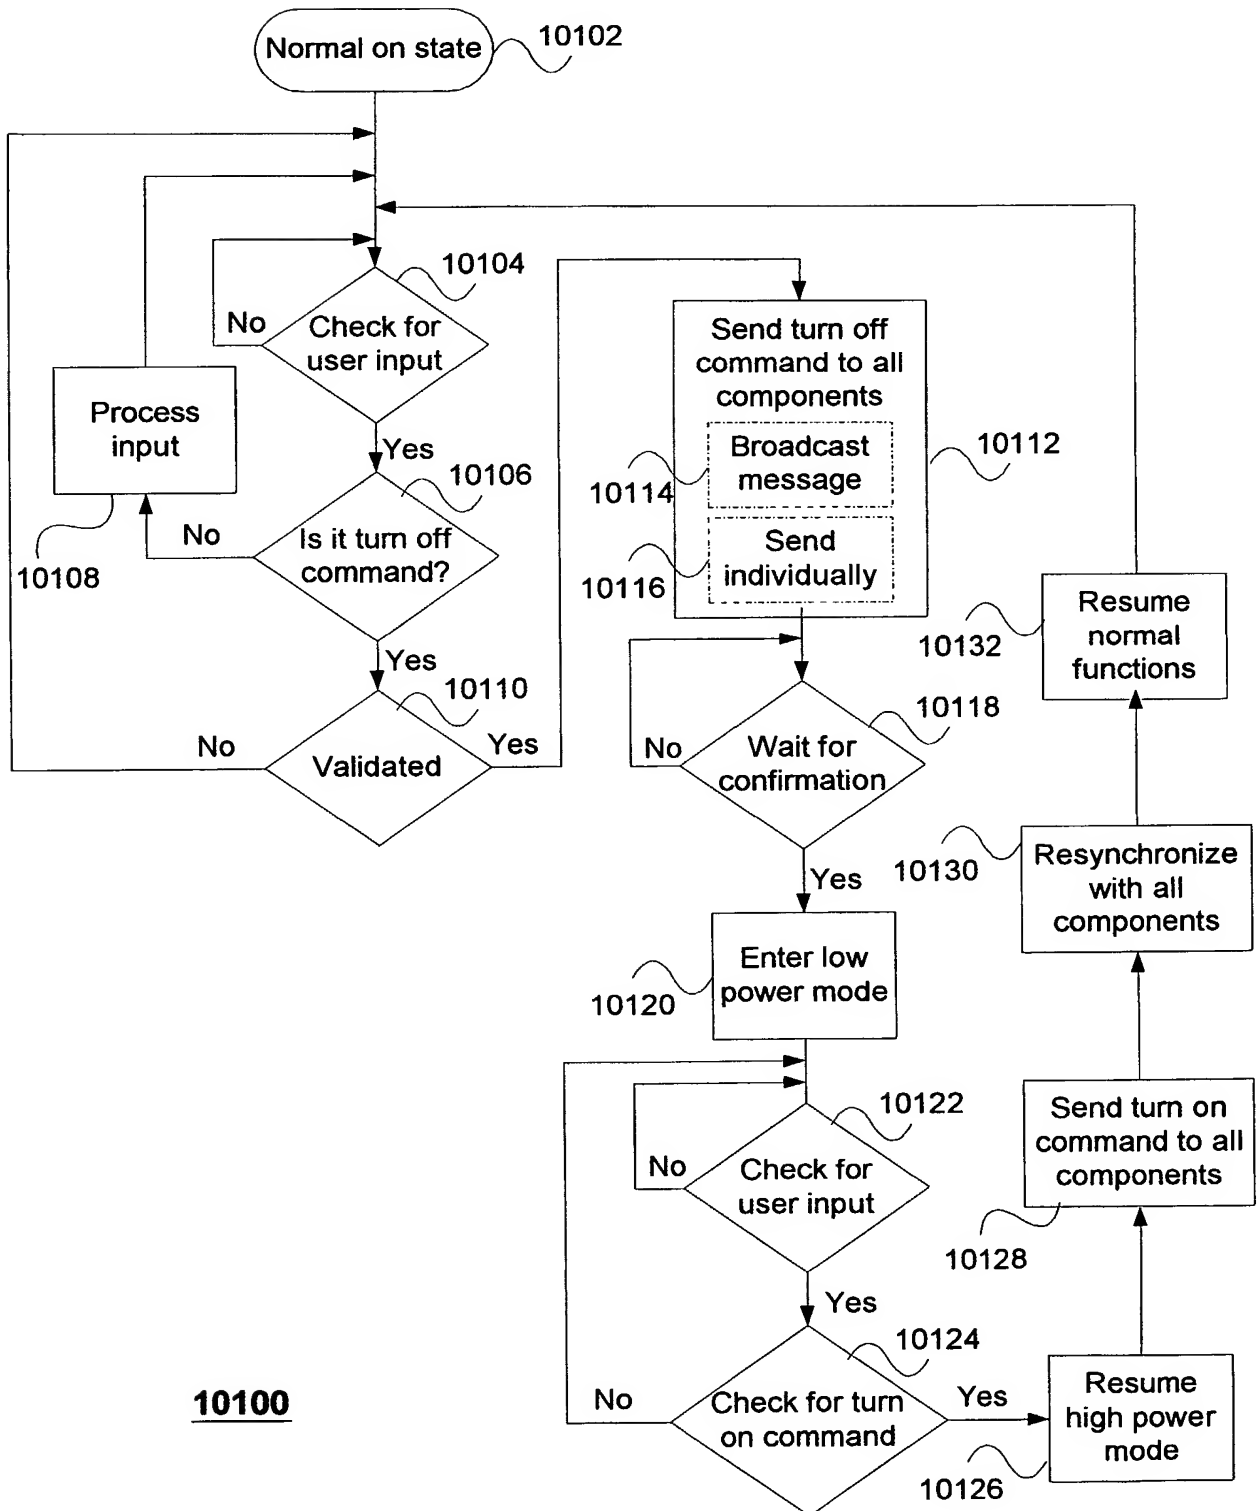 Normal on state
10102
10104
No
Check for
user input
Process
input
Yes
10106
No
Is it turn off
command?
10108
Yes
10110
No
Validated
Yes
Send turn off
command to all
components
Broadcast
message
10112
10114
Send
individually
10116
10118
No
Wait for
confirmation
Yes
Enter low
power mode
10120
10122
No
Check for
user input
Yes
10124
No
Check for turn
on command
Yes
Resume
high power
mode
10126
Send turn on
command to all
components
10128
Resynchronize
with all
components
10130
Resume
normal
functions
10132
10100